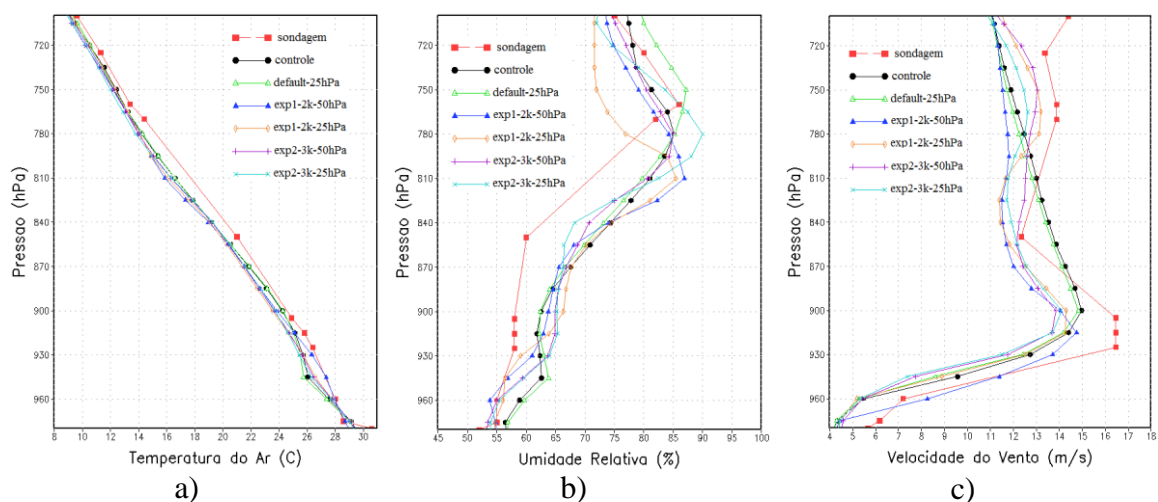 720
750
780
810
840
870
900
930
960
Pressao (hPa)
sondagem
controle
default-25hPa
exp1-2k-50hPa
exp1-2k-25hPa
exp2-3k-50hPa
exp2-3k-25hPa
8 10 12 14 16 18 20 22 24 26 28 30
Temperatura do Ar (C)
a)
720
750
780
810
840
870
900
930
960
Pressao (hPa)
sondagem
controle
default-25hPa
exp1-2k-50hPa
exp1-2k-25hPa
exp2-3k-50hPa
exp2-3k-25hPa
45 50 55 60 65 70 75 80 85 90 95 100
Umidade Relativa (%)
b)
720
750
780
810
840
870
900
930
960
Pressao (hPa)
sondagem
controle
default-25hPa
exp1-2k-50hPa
exp1-2k-25hPa
exp2-3k-50hPa
exp2-3k-25hPa
4 5 6 7 8 9 10 11 12 13 14 15 16 17 18
Velocidade do Vento (m/s)
c)